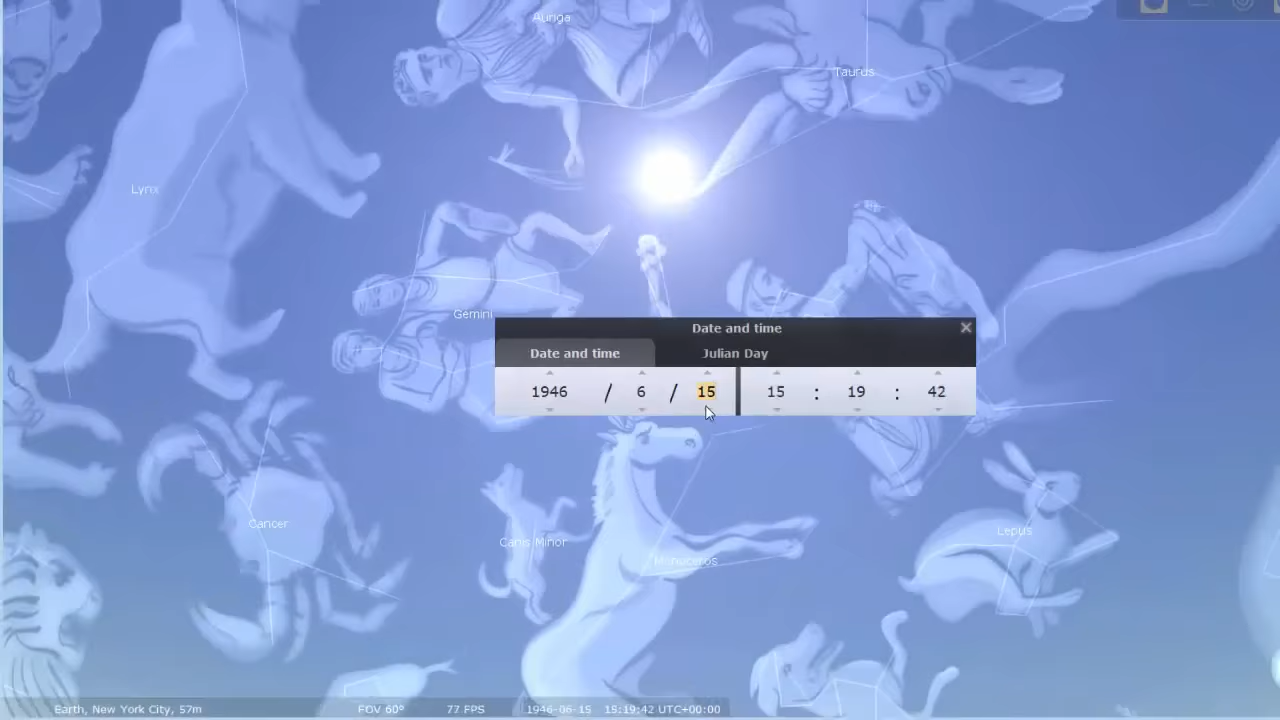 Auriga
Taurus
Lynx
Gemini
Date and time ×
Date and time Julian Day
1946 / 6 / 15 15 : 19 : 42
Cancer
Canis Minor
Lepus
Monoceros
Earth, New York City, 57m FOV 60° 77 FPS 1946-06-15 15:19:42 UTC+00:00